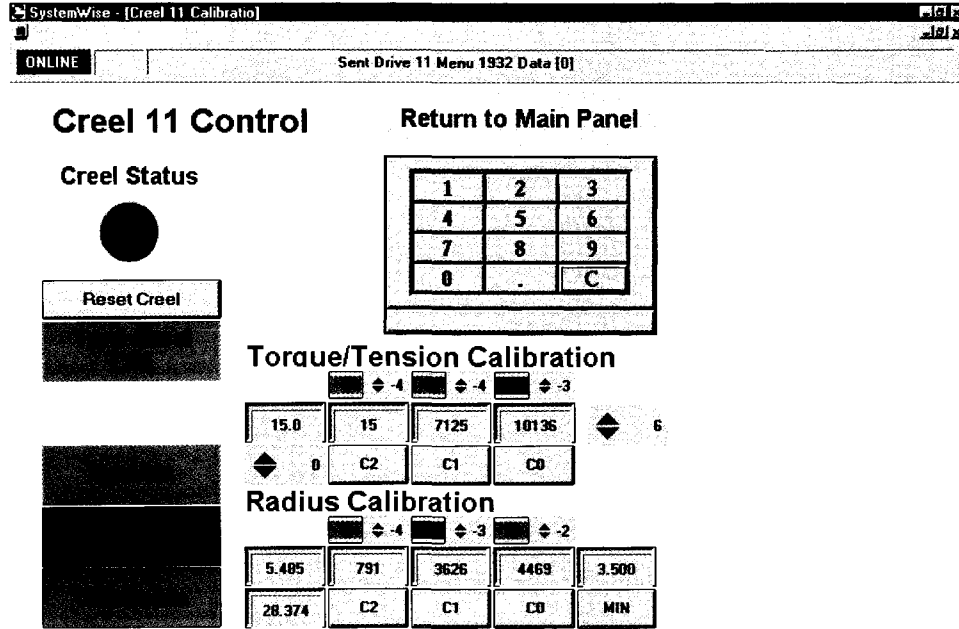 SystemWise - [Creel 11 Calibratio]
ONLINE
Sent Drive 11 Menu 1932 Data [0]
Creel 11 Control
Return to Main Panel
Creel Status
1 2 3
4 5 6
7 8 9
0 . C
Reset Creel
Torque/Tension Calibration
-4 -4 -3
15.0 15 7125 10136 6
0 C2 C1 C0
Radius Calibration
-4 -3 -2
5.485 791 3626 4469 3.500
28.374 C2 C1 C0 MIN